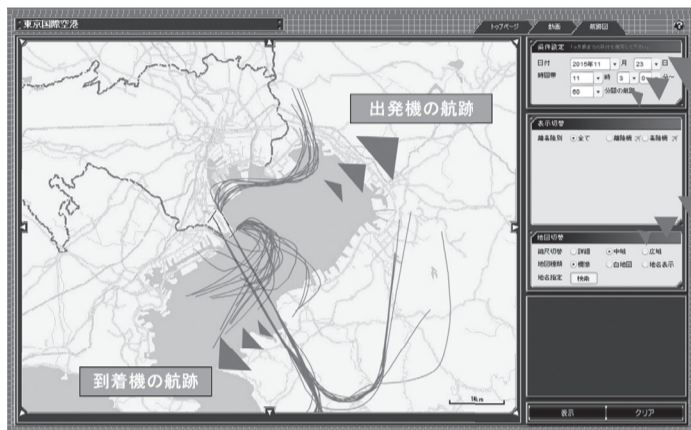 東京国際空港
トップページ 動画 航跡図
条件設定
日付 2015年11 月 23 日
時間帯 11 時 3 0 分～
60 分間の航跡
表示切替
離着陸別 全て 離陸機 着陸機
地図切替
縮尺切替 詳細 中域 広域
地図種類 標準 白地図 地名表示
地名指定 検索
表示 クリア
出発機の航跡
到着機の航跡
10km